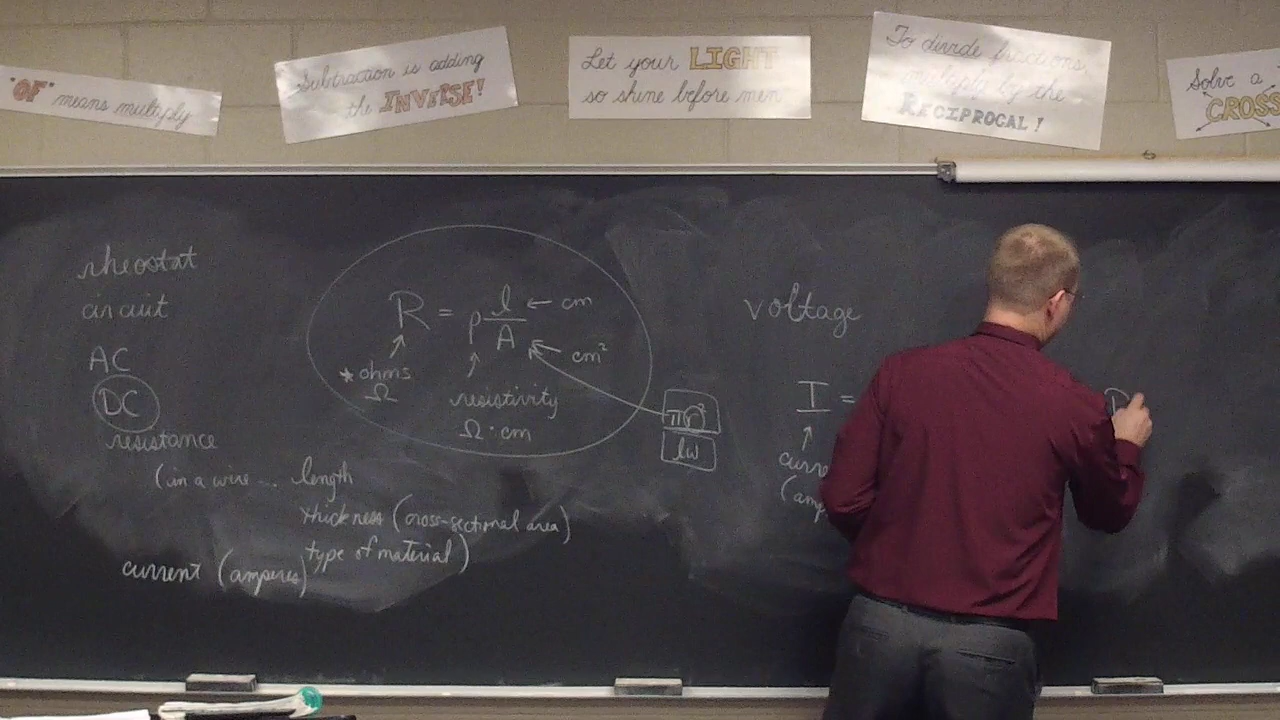 "OF" means multiply
Subtraction is adding
the INVERSE!
Let your LIGHT
so shine before men
To divide fractions
multiply by the
RECIPROCAL!
Solve a
CROSS
rheostat
circuit
AC
DC
resistance
(in a wire... length
thickness (cross-sectional area)
type of material)
current (amperes)
R = ρ l/A
← cm
cm²
* ohms
Ω
resistivity
Ω·cm
πr²
lw
voltage
I =
R